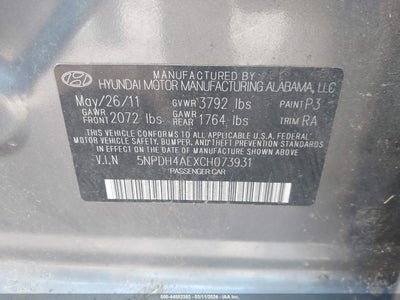 MANUFACTURED BY
HYUNDAI MOTOR MANUFACTURING ALABAMA, LLC
May/26/11 GVWR 3792 lbs PAINT P3
GAWR FRONT 2072 lbs GAWR REAR 1764 lbs TRIM RA
THIS VEHICLE CONFORMS TO ALL APPLICABLE U.S.A. FEDERAL
MOTOR VEHICLE SAFETY, BUMPER, AND THEFT PREVENTION
STANDARDS IN EFFECT ON THE DATE OF MANUFACTURE SHOWN ABOVE.
V.I.N 5NPDH4AEXCH073931
PASSENGER CAR